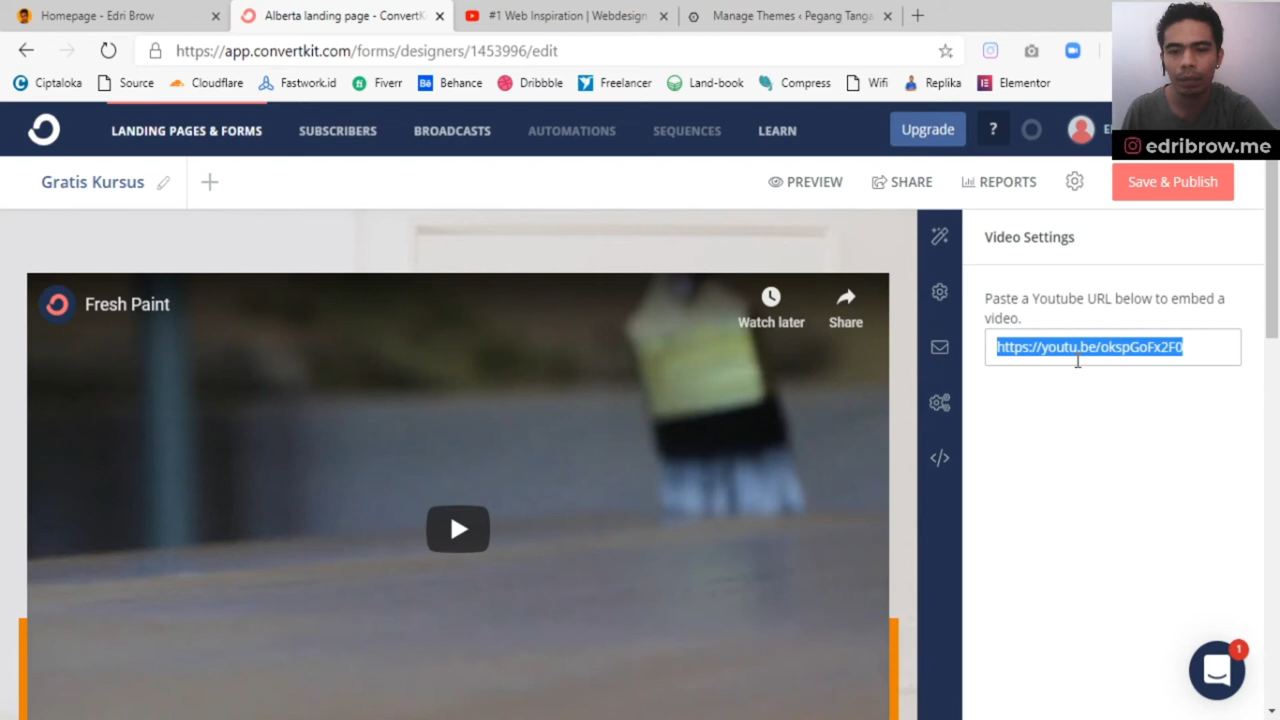 Homepage - Edri Brow
Alberta landing page - ConvertK
#1 Web Inspiration | Webdesign
Manage Themes ‹ Pegang Tanga
https://app.convertkit.com/forms/designers/1453996/edit
Ciptaloka
Source
Cloudflare
Fastwork.id
Fiverr
Behance
Dribbble
Freelancer
Land-book
Compress
Wifi
Replika
Elementor
edribrow.me
LANDING PAGES & FORMS
SUBSCRIBERS
BROADCASTS
AUTOMATIONS
SEQUENCES
LEARN
Upgrade
?
Gratis Kursus
PREVIEW
SHARE
REPORTS
Save & Publish
Video Settings
Paste a Youtube URL below to embed a
video.
https://youtu.be/okspGoFx2F0
Fresh Paint
Watch later
Share
1